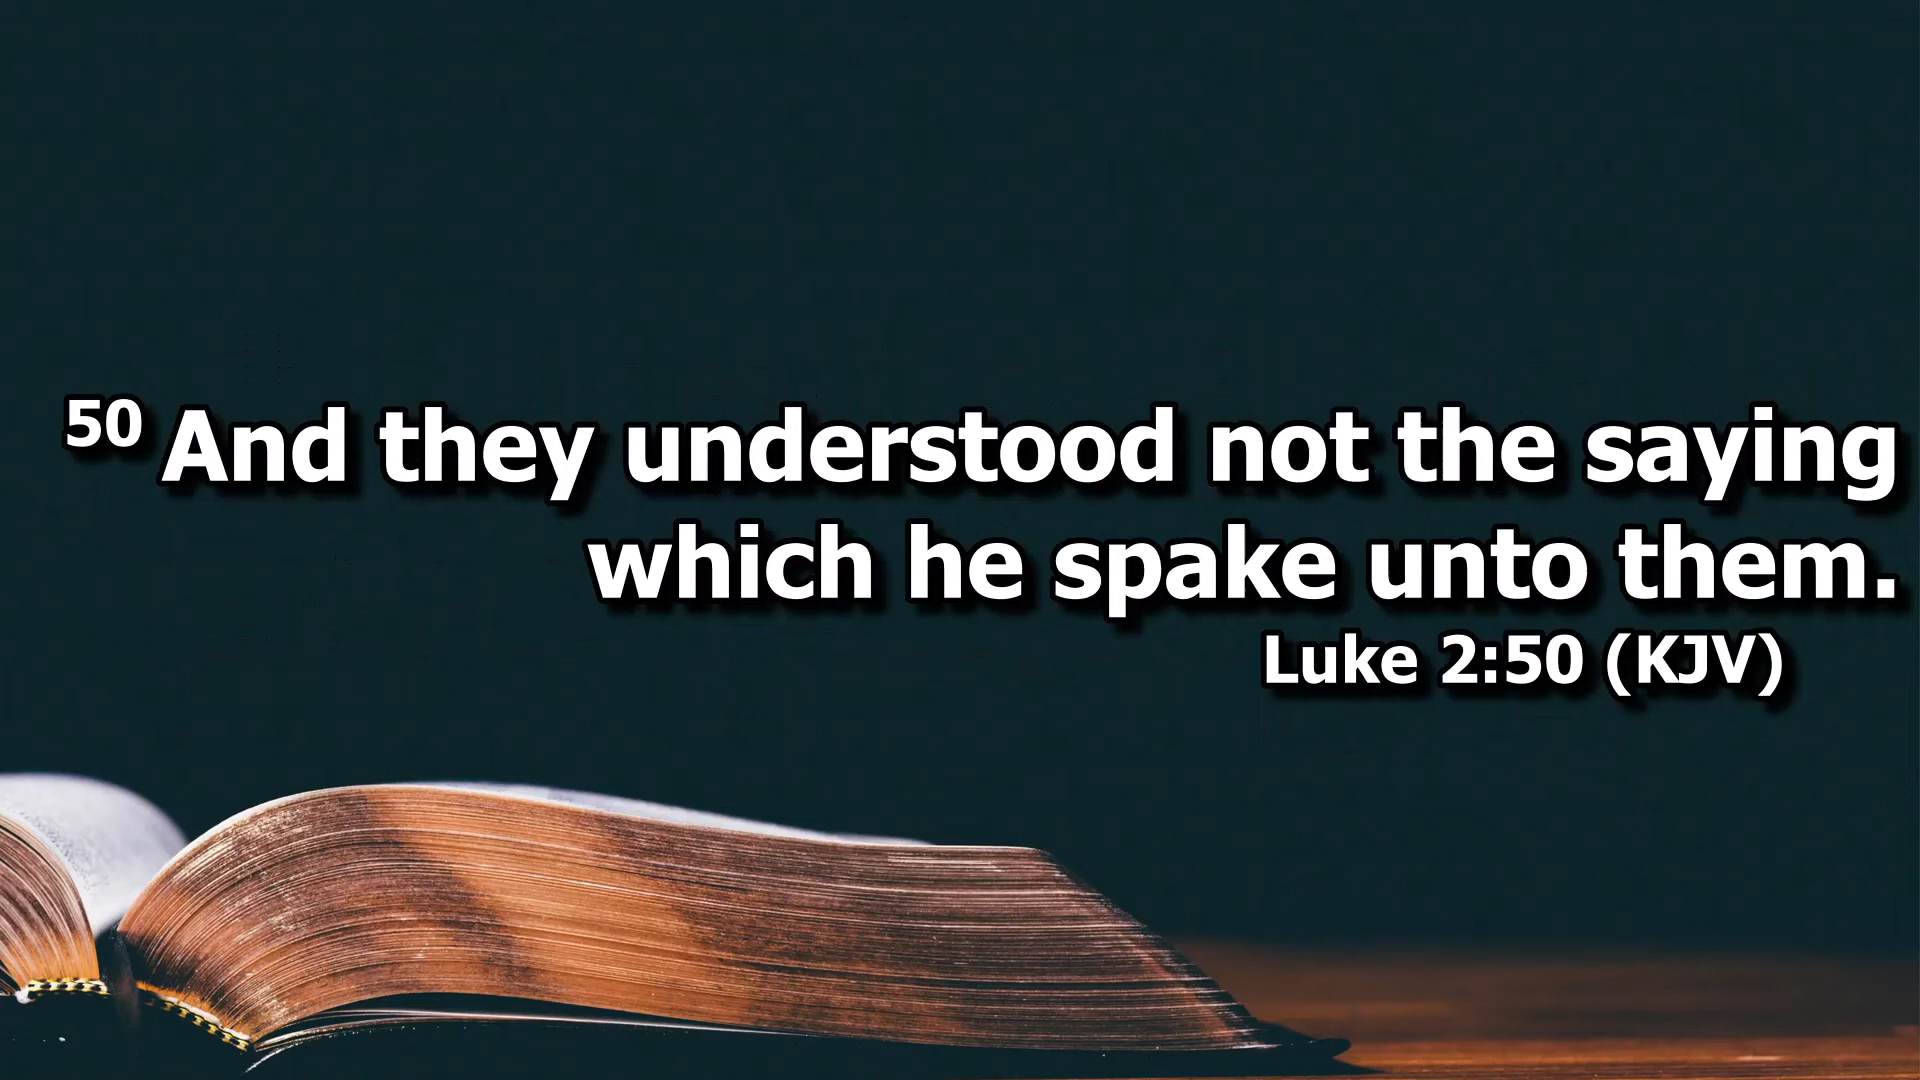 50 And they understood not the saying
which he spake unto them.
Luke 2:50 (KJV)